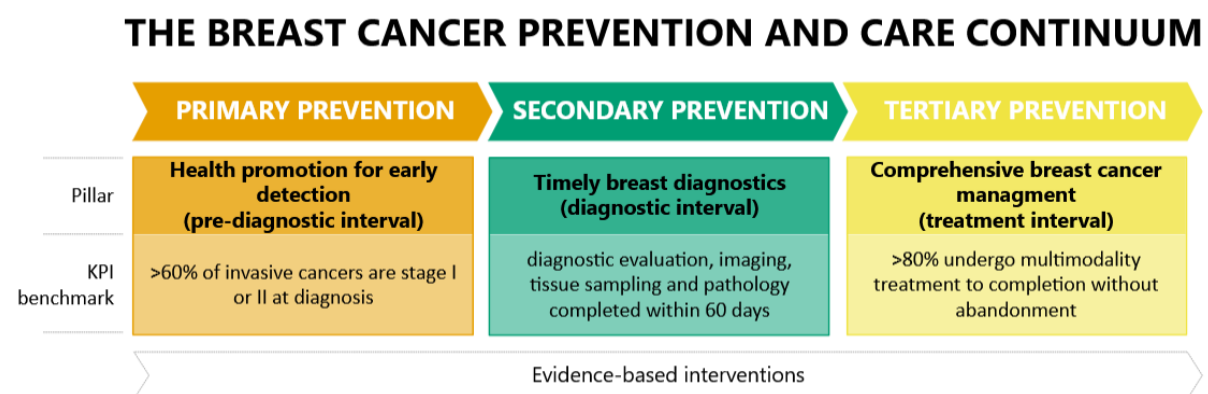 THE BREAST CANCER PREVENTION AND CARE CONTINUUM
PRIMARY PREVENTION
SECONDARY PREVENTION
TERTIARY PREVENTION
Pillar
Health promotion for early
detection
(pre-diagnostic interval)
Timely breast diagnostics
(diagnostic interval)
Comprehensive breast cancer
managment
(treatment interval)
KPI
benchmark
>60% of invasive cancers are stage I
or II at diagnosis
diagnostic evaluation, imaging,
tissue sampling and pathology
completed within 60 days
>80% undergo multimodality
treatment to completion without
abandonment
Evidence-based interventions